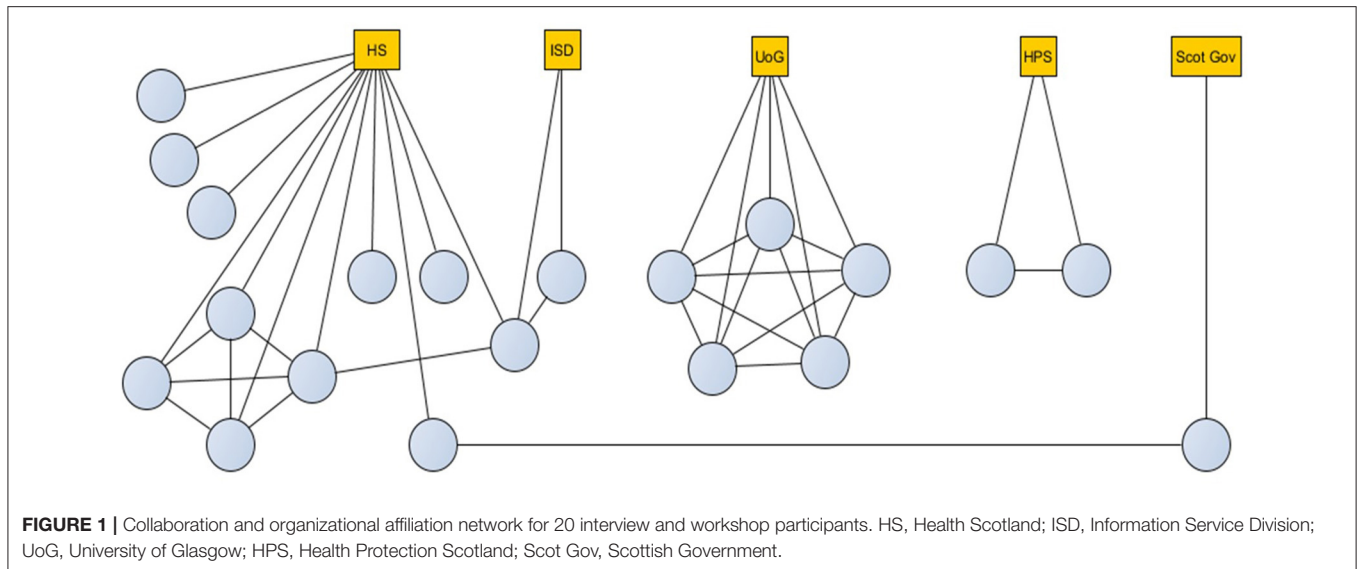 HS
ISD
UoG
HPS
Scot Gov
FIGURE 1 | Collaboration and organizational affiliation network for 20 interview and workshop participants. HS, Health Scotland; ISD, Information Service Division;
UoG, University of Glasgow; HPS, Health Protection Scotland; Scot Gov, Scottish Government.